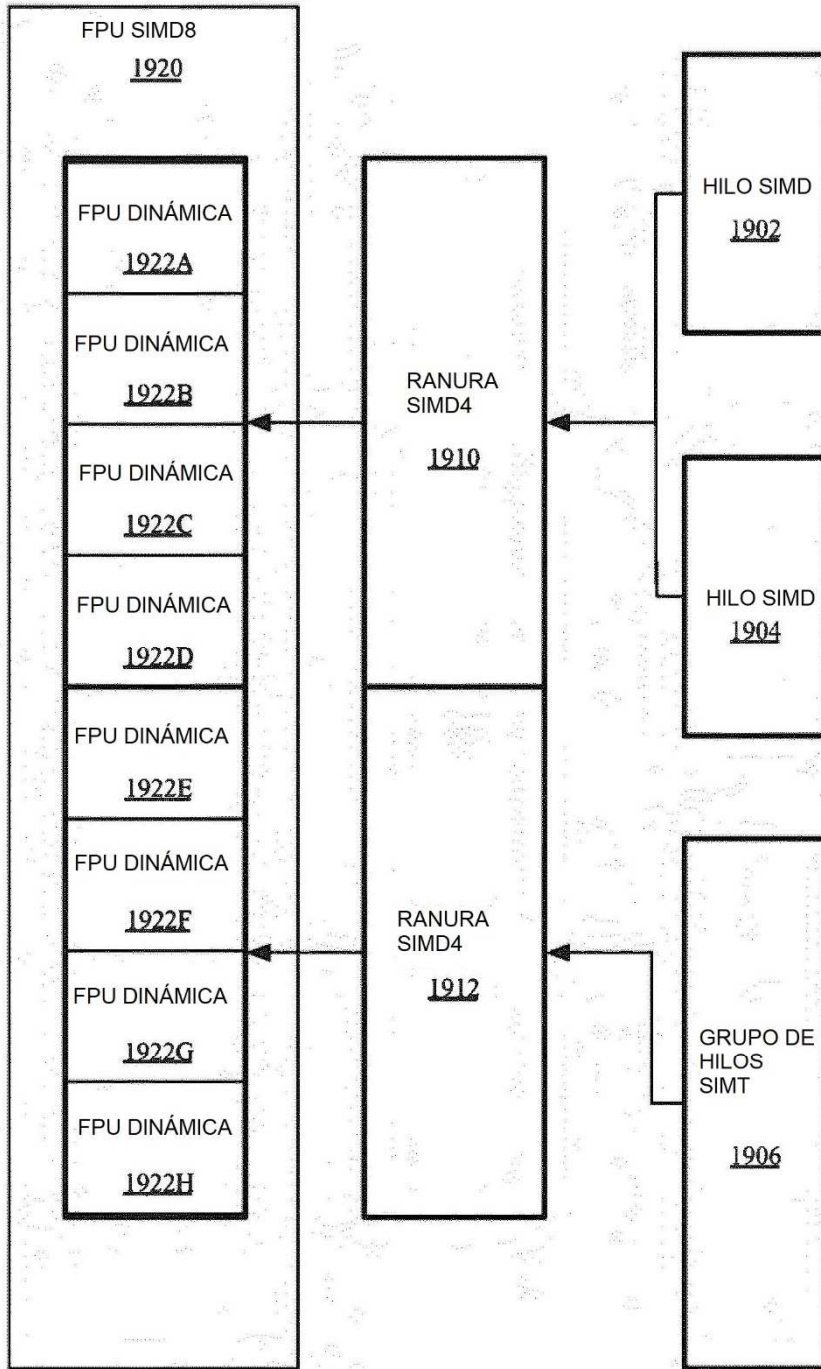 FPU SIMD8
1920
FPU DINÁMICA
1922A
FPU DINÁMICA
1922B
FPU DINÁMICA
1922C
FPU DINÁMICA
1922D
FPU DINÁMICA
1922E
FPU DINÁMICA
1922F
FPU DINÁMICA
1922G
FPU DINÁMICA
1922H
RANURA
SIMD4
1910
RANURA
SIMD4
1912
HILO SIMD
1902
HILO SIMD
1904
GRUPO DE
HILOS
SIMT
1906